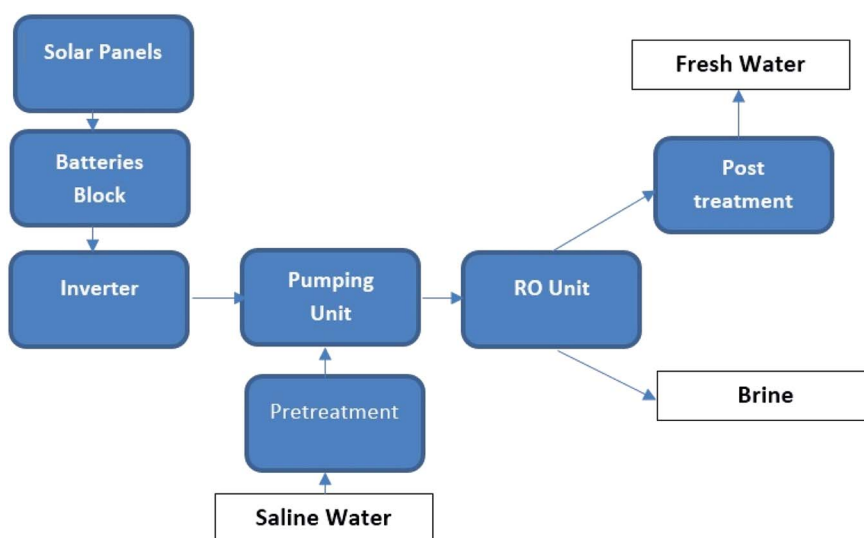 Solar Panels
Fresh Water
Batteries
Block
Post
treatment
Inverter
Pumping
Unit
RO Unit
Pretreatment
Brine
Saline Water